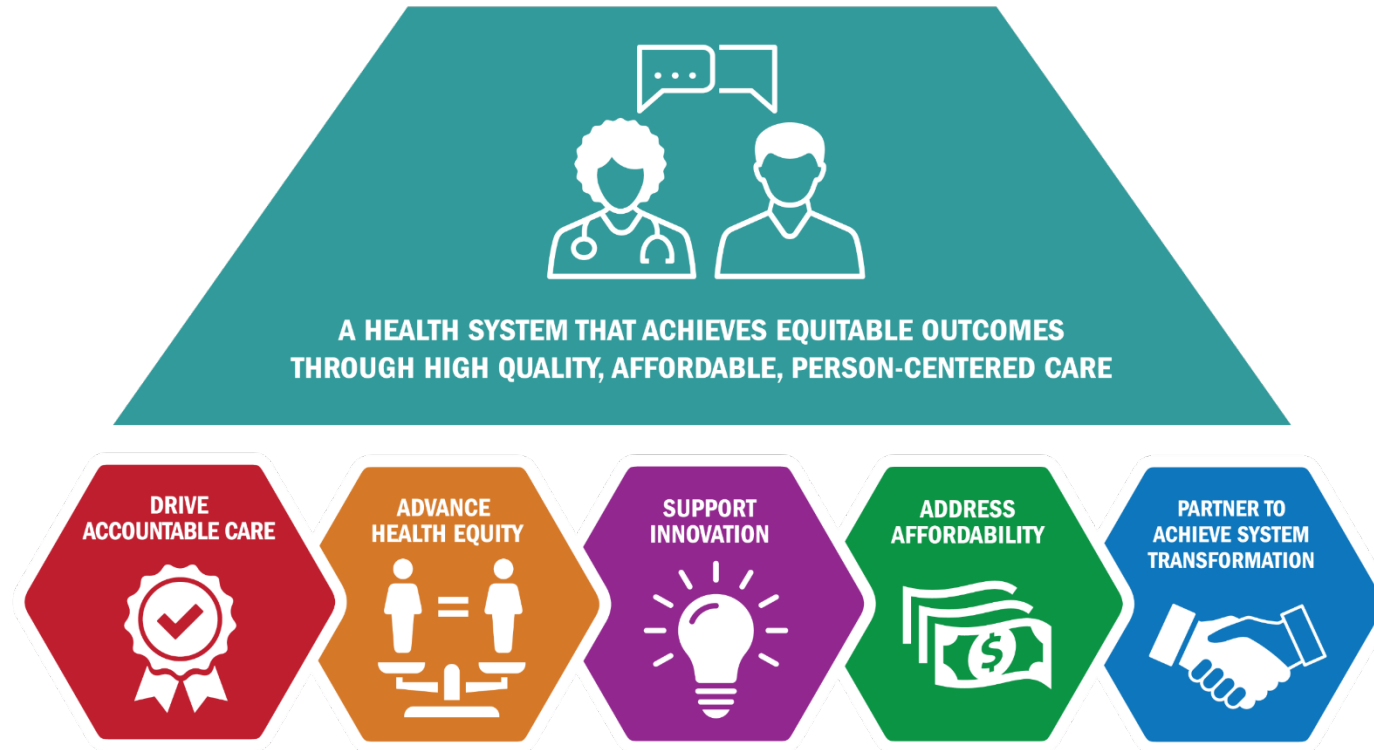 A HEALTH SYSTEM THAT ACHIEVES EQUITABLE OUTCOMES
THROUGH HIGH QUALITY, AFFORDABLE, PERSON-CENTERED CARE
DRIVE
ACCOUNTABLE CARE
ADVANCE
HEALTH EQUITY
=
SUPPORT
INNOVATION
ADDRESS
AFFORDABILITY
$
PARTNER TO
ACHIEVE SYSTEM
TRANSFORMATION